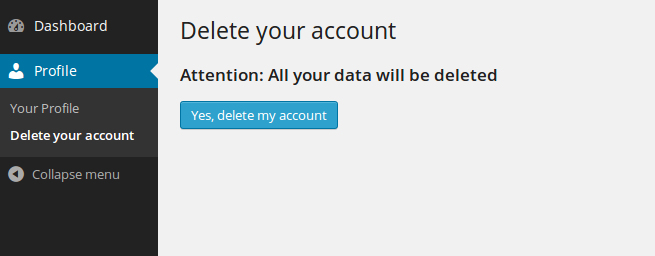 Dashboard
Profile
Your Profile
Delete your account
Collapse menu
Delete your account
Attention: All your data will be deleted
Yes, delete my account